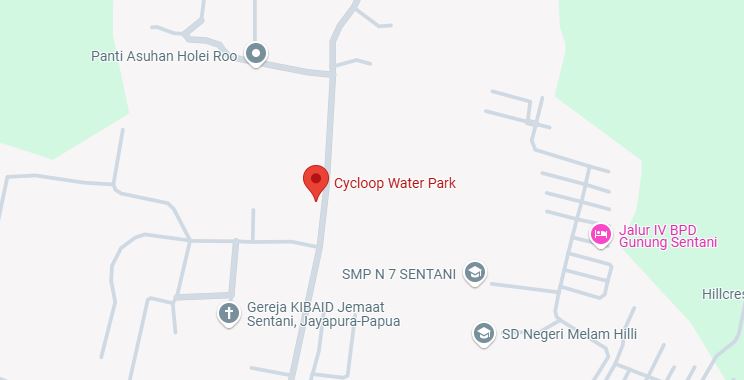 Panti Asuhan Holei Roo
Cycloop Water Park
Jalur IV BPD
Gunung Sentani
SMP N 7 SENTANI
Hillcres
Gereja KIBAID Jemaat
Sentani, Jayapura-Papua
SD Negeri Melam Hilli